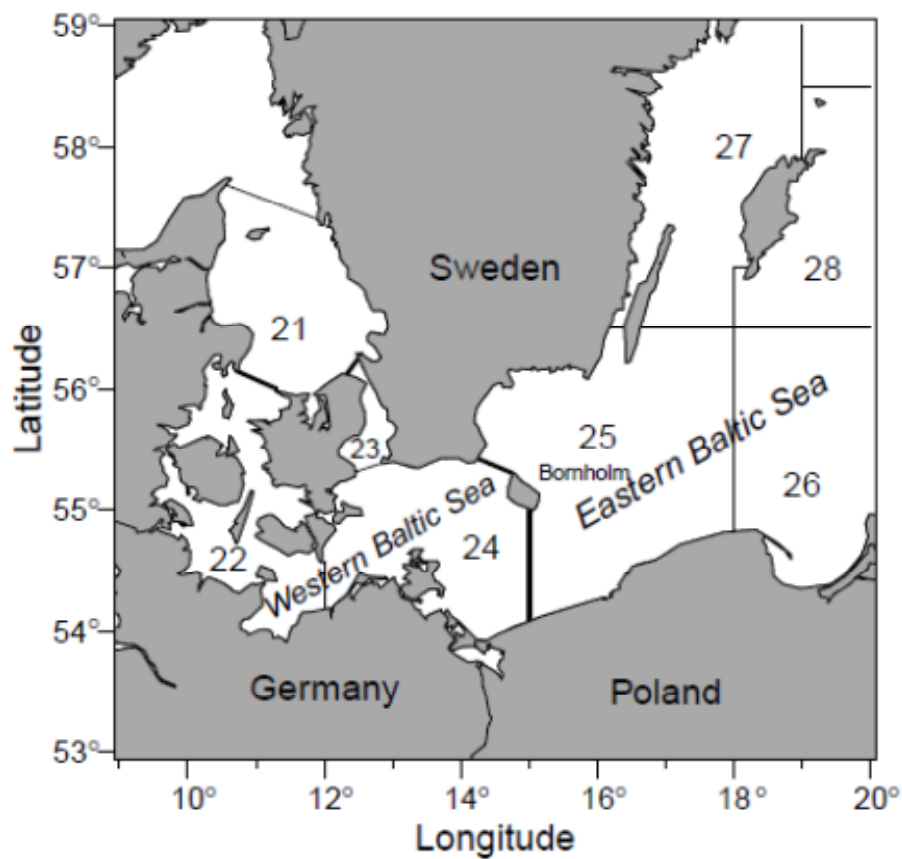 59°
58°
57°
56°
55°
54°
53°
Latitude
27
28
Sweden
21
25
23
Bornholm
Eastern Baltic Sea
26
Western Baltic Sea
24
22
Germany
Poland
10° 12° 14° 16° 18° 20°
Longitude